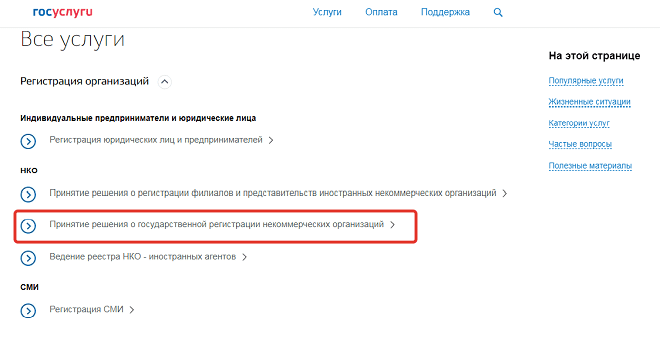 госуслуги
Услуги
Оплата
Поддержка
Все услуги
Регистрация организаций
Индивидуальные предприниматели и юридические лица
Регистрация юридических лиц и предпринимателей
НКО
Принятие решения о регистрации филиалов и представительств иностранных некоммерческих организаций
Принятие решения о государственной регистрации некоммерческих организаций
Ведение реестра НКО - иностранных агентов
СМИ
Регистрация СМИ
На этой странице
Популярные услуги
Жизненные ситуации
Категории услуг
Частые вопросы
Полезные материалы